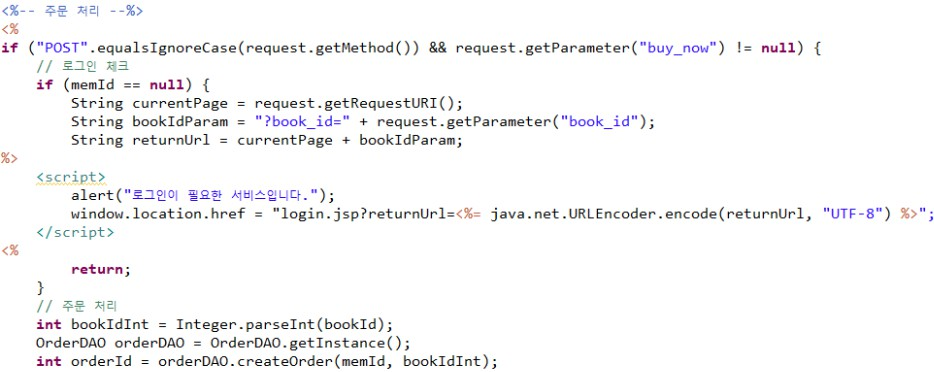 <%-- 주문 처리 --%>
<%
if ("POST".equalsIgnoreCase(request.getMethod()) && request.getParameter("buy_now") != null) {
    // 로그인 체크
    if (memId == null) {
        String currentPage = request.getRequestURI();
        String bookIdParam = "?book_id=" + request.getParameter("book_id");
        String returnUrl = currentPage + bookIdParam;
%>
    <script>
        alert("로그인이 필요한 서비스입니다.");
        window.location.href = "login.jsp?returnUrl=<%= java.net.URLEncoder.encode(returnUrl, "UTF-8") %>";
    </script>
<%
        return;
    }
    // 주문 처리
    int bookIdInt = Integer.parseInt(bookId);
    OrderDAO orderDAO = OrderDAO.getInstance();
    int orderId = orderDAO.createOrder(memId, bookIdInt);